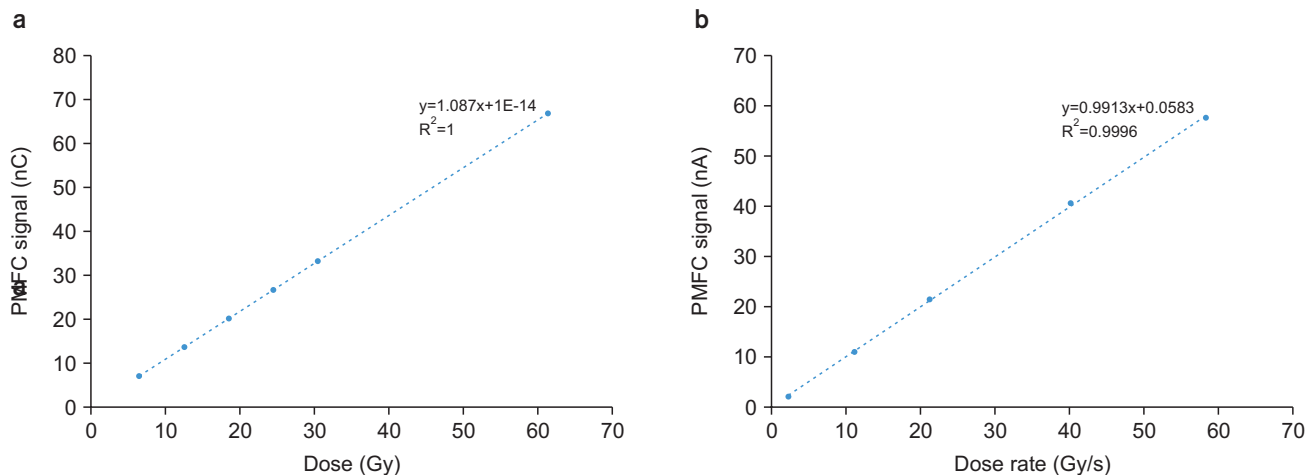 a
80
70
60
50
40
30
20
10
0
PMFC signal (nC)
y=1.087x+1E-14
R²=1
0 10 20 30 40 50 60 70
Dose (Gy)
b
70
60
50
40
30
20
10
0
PMFC signal (nA)
y=0.9913x+0.0583
R²=0.9996
0 10 20 30 40 50 60 70
Dose rate (Gy/s)